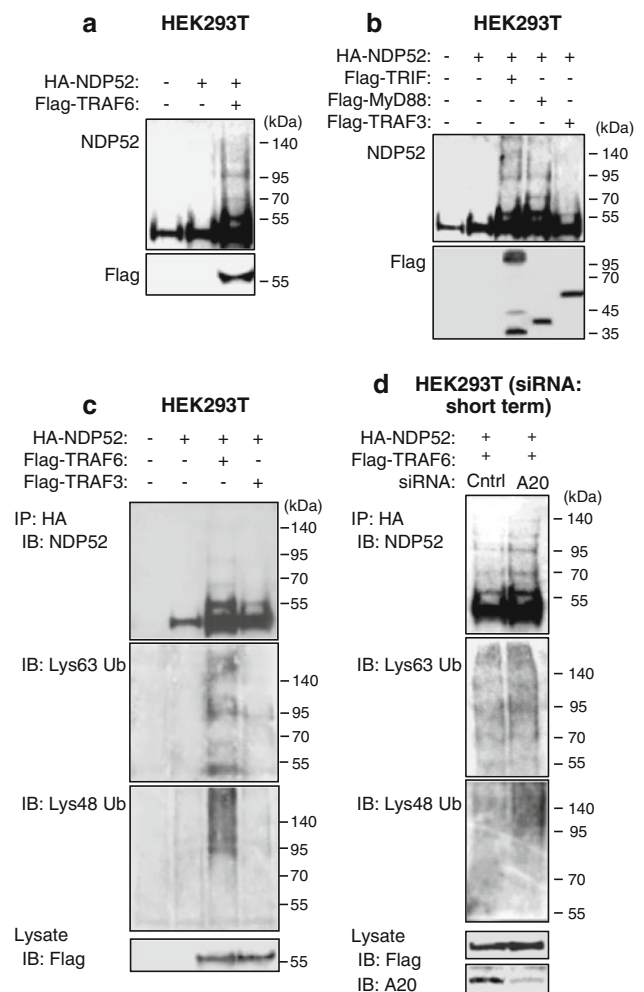 a HEK293T
HA-NDP52: - + +
Flag-TRAF6: - - +
(kDa)
NDP52
140
95
70
55
Flag
55
b HEK293T
HA-NDP52: - + + + +
Flag-TRIF: - - + - -
Flag-MyD88: - - - + -
Flag-TRAF3: - - - - +
(kDa)
NDP52
140
95
70
55
Flag
95
70
45
35
c HEK293T
HA-NDP52: - + + +
Flag-TRAF6: - - + -
Flag-TRAF3: - - - +
(kDa)
IP: HA
IB: NDP52
140
95
70
55
IB: Lys63 Ub
140
95
70
55
IB: Lys48 Ub
140
95
70
55
Lysate
IB: Flag
55
d HEK293T (siRNA:
short term)
HA-NDP52: + +
Flag-TRAF6: + +
siRNA: Cntrl A20
(kDa)
IP: HA
IB: NDP52
140
95
70
55
IB: Lys63 Ub
140
95
70
55
IB: Lys48 Ub
140
95
70
55
Lysate
IB: Flag
IB: A20